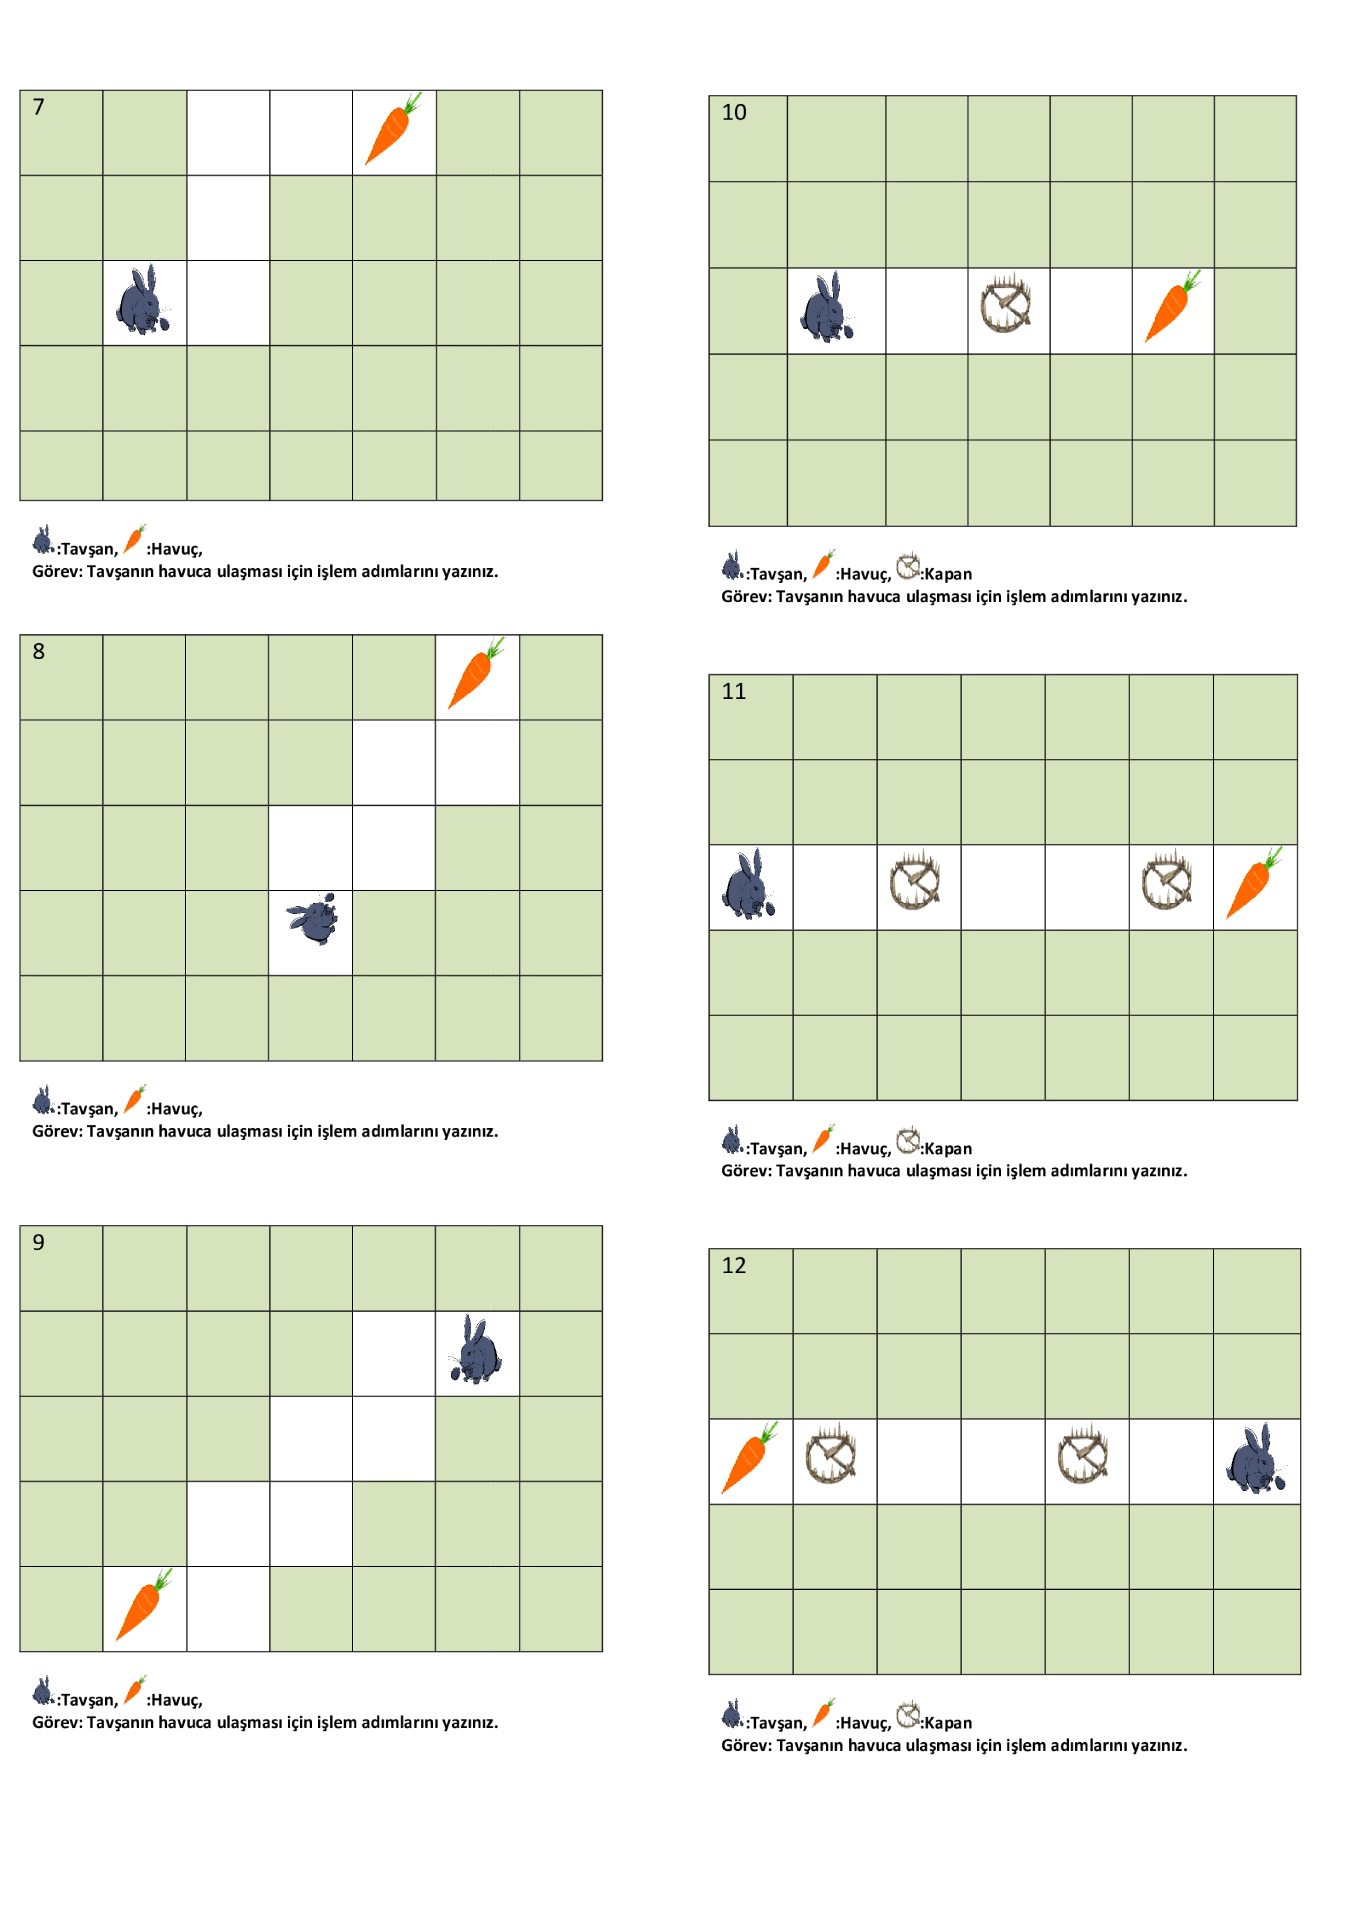 7
:Tavşan, :Havuç,
Görev: Tavşanın havuca ulaşması için işlem adımlarını yazınız.
8
:Tavşan, :Havuç,
Görev: Tavşanın havuca ulaşması için işlem adımlarını yazınız.
9
:Tavşan, :Havuç,
Görev: Tavşanın havuca ulaşması için işlem adımlarını yazınız.
10
:Tavşan, :Havuç, :Kapan
Görev: Tavşanın havuca ulaşması için işlem adımlarını yazınız.
11
:Tavşan, :Havuç, :Kapan
Görev: Tavşanın havuca ulaşması için işlem adımlarını yazınız.
12
:Tavşan, :Havuç, :Kapan
Görev: Tavşanın havuca ulaşması için işlem adımlarını yazınız.